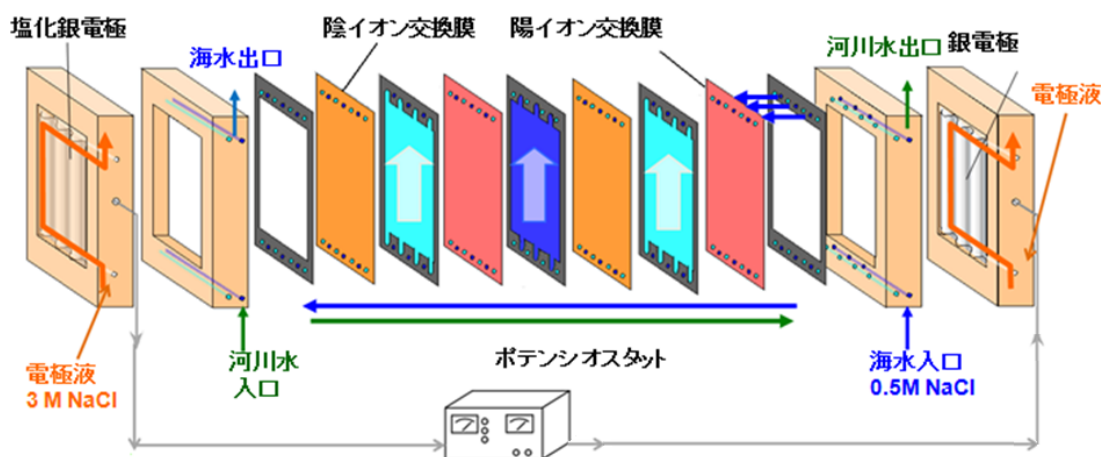 塩化銀電極
海水出口
陰イオン交換膜
陽イオン交換膜
河川水出口
銀電極
電極液
電極液
3 M NaCl
河川水
入口
ポテンシオスタット
海水入口
0.5M NaCl